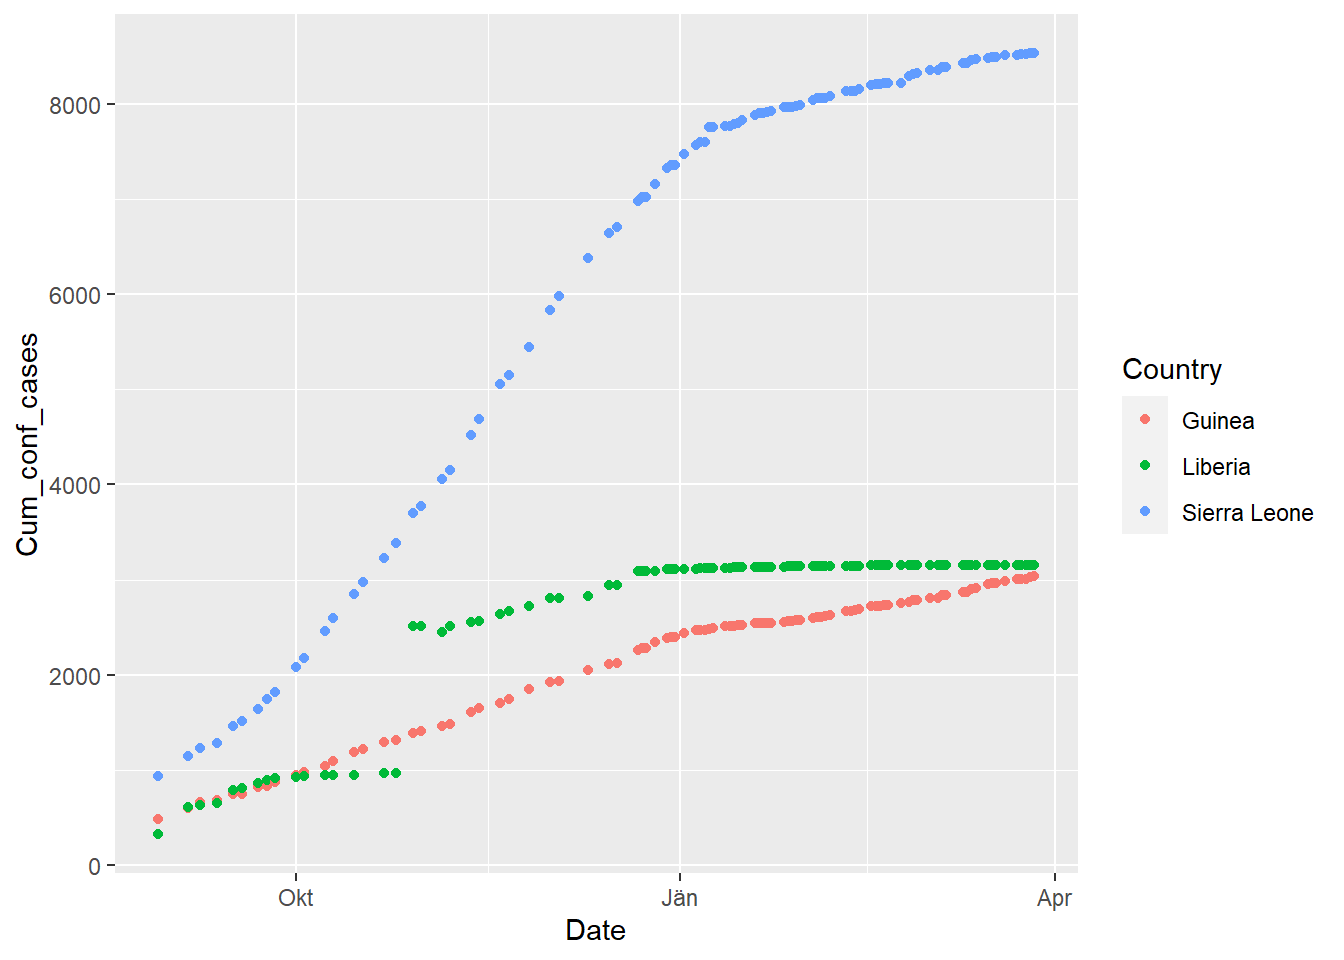 Cum_conf_cases
8000
6000
4000
2000
0
Okt
Jän
Apr
Date
Country
Guinea
Liberia
Sierra Leone